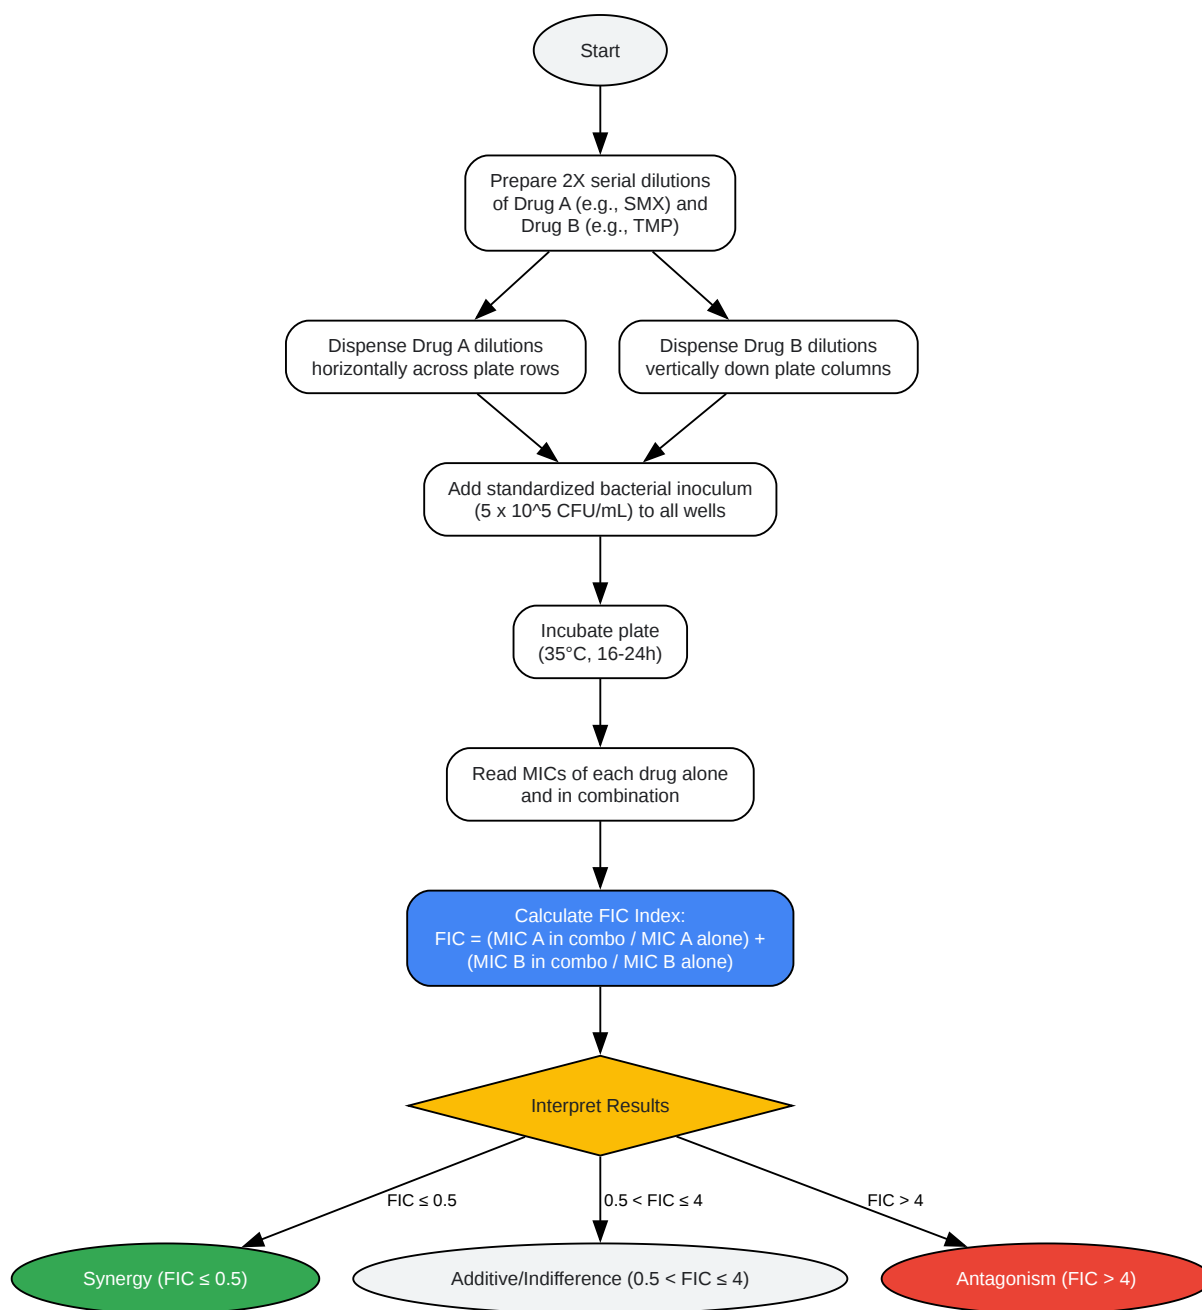 Start
Prepare 2X serial dilutions
of Drug A (e.g., SMX) and
Drug B (e.g., TMP)
Dispense Drug A dilutions
horizontally across plate rows
Dispense Drug B dilutions
vertically down plate columns
Add standardized bacterial inoculum
(5 x 10^5 CFU/mL) to all wells
Incubate plate
(35°C, 16-24h)
Read MICs of each drug alone
and in combination
Calculate FIC Index:
FIC = (MIC A in combo / MIC A alone) +
(MIC B in combo / MIC B alone)
Interpret Results
FIC ≤ 0.5
0.5 < FIC ≤ 4
FIC > 4
Synergy (FIC ≤ 0.5)
Additive/Indifference (0.5 < FIC ≤ 4)
Antagonism (FIC > 4)